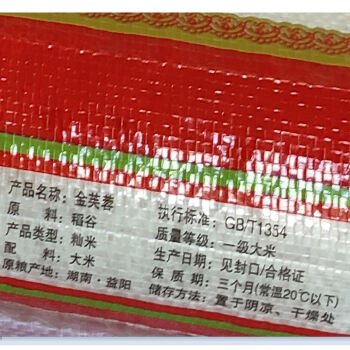 产品名称：金芙蓉
原　料：稻谷
产品类型：籼米
配　料：大米
原粮产地：湖南·益阳
执行标准：GB/T1354
质量等级：一级大米
生产日期：见封口/合格证
保 质 期：三个月(常温20℃以下)
储存方法：置于阴凉、干燥处